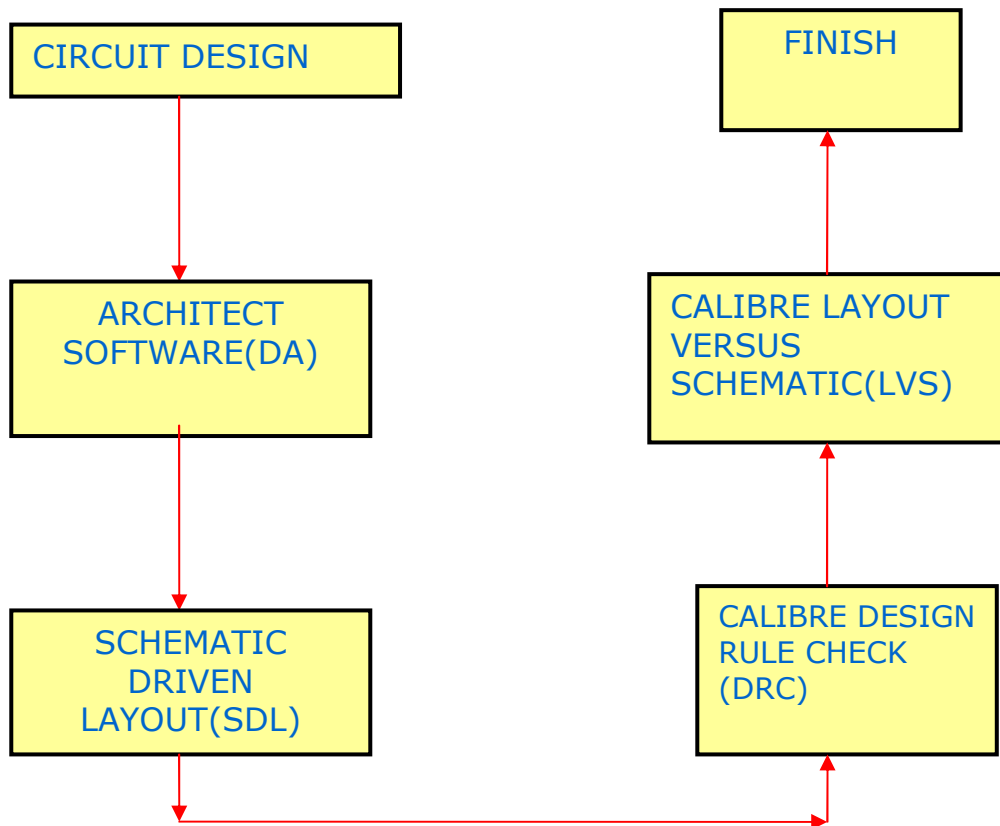 CIRCUIT DESIGN
ARCHITECT
SOFTWARE(DA)
SCHEMATIC
DRIVEN
LAYOUT(SDL)
CALIBRE DESIGN
RULE CHECK
(DRC)
CALIBRE LAYOUT
VERSUS
SCHEMATIC(LVS)
FINISH